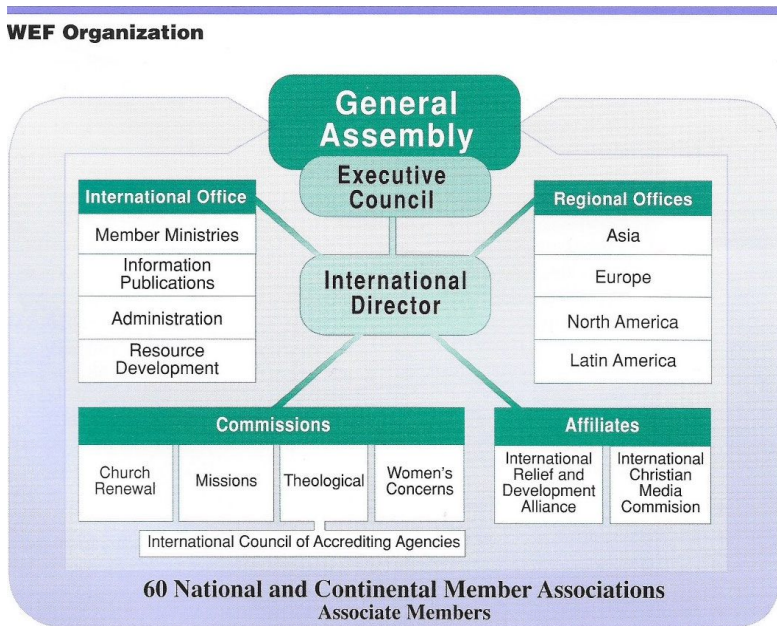 WEF Organization
General
Assembly
Executive
Council
International Office
Member Ministries
Information
Publications
Administration
Resource
Development
International
Director
Regional Offices
Asia
Europe
North America
Latin America
Commissions
Church
Renewal
Missions
Theological
Women's
Concerns
International Council of Accrediting Agencies
Affiliates
International
Relief and
Development
Alliance
International
Christian
Media
Commision
60 National and Continental Member Associations
Associate Members